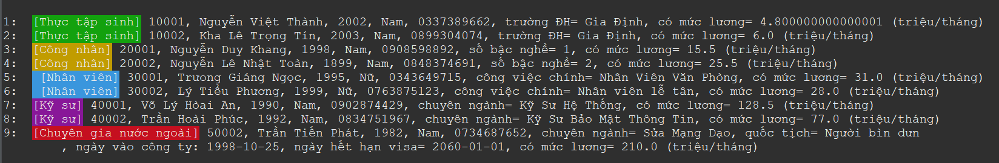 1: [Thực tập sinh] 10001, Nguyễn Việt Thành, 2002, Nam, 0337389662, trường ĐH= Gia Định, có mức lương= 4.800000000000001 (triệu/tháng)
2: [Thực tập sinh] 10002, Kha Lê Trọng Tín, 2003, Nam, 0899304074, trường ĐH= Gia Định, có mức lương= 6.0 (triệu/tháng)
3: [Công nhân] 20001, Nguyễn Duy Khang, 1998, Nam, 0908598892, số bậc nghề= 1, có mức lương= 15.5 (triệu/tháng)
4: [Công nhân] 20002, Nguyễn Lê Nhật Toàn, 1899, Nam, 0848374691, số bậc nghề= 2, có mức lương= 25.5 (triệu/tháng)
5: [Nhân viên] 30001, Trương Giáng Ngọc, 1995, Nữ, 0343649715, công việc chính= Nhân Viên Văn Phòng, có mức lương= 31.0 (triệu/tháng)
6: [Nhân viên] 30002, Lý Tiểu Phương, 1999, Nữ, 0763875123, công việc chính= Nhân viên lễ tân, có mức lương= 28.0 (triệu/tháng)
7: [Kỹ sư] 40001, Võ Lý Hòai An, 1990, Nam, 0902874429, chuyên ngành= Kỹ Sư Hệ Thống, có mức lương= 128.5 (triệu/tháng)
8: [Kỹ sư] 40002, Trần Hoài Phúc, 1992, Nam, 0834751967, chuyên ngành= Kỹ Sư Bảo Mật Thông Tin, có mức lương= 77.0 (triệu/tháng)
9: [Chuyên gia nước ngoài] 50002, Trần Tiến Phát, 1982, Nam, 0734687652, chuyên ngành= Sửa Mạng Dạo, quốc tịch= Người bìn dưn
, ngày vào công ty: 1998-10-25, ngày hết hạn visa= 2060-01-01, có mức lương= 210.0 (triệu/tháng)